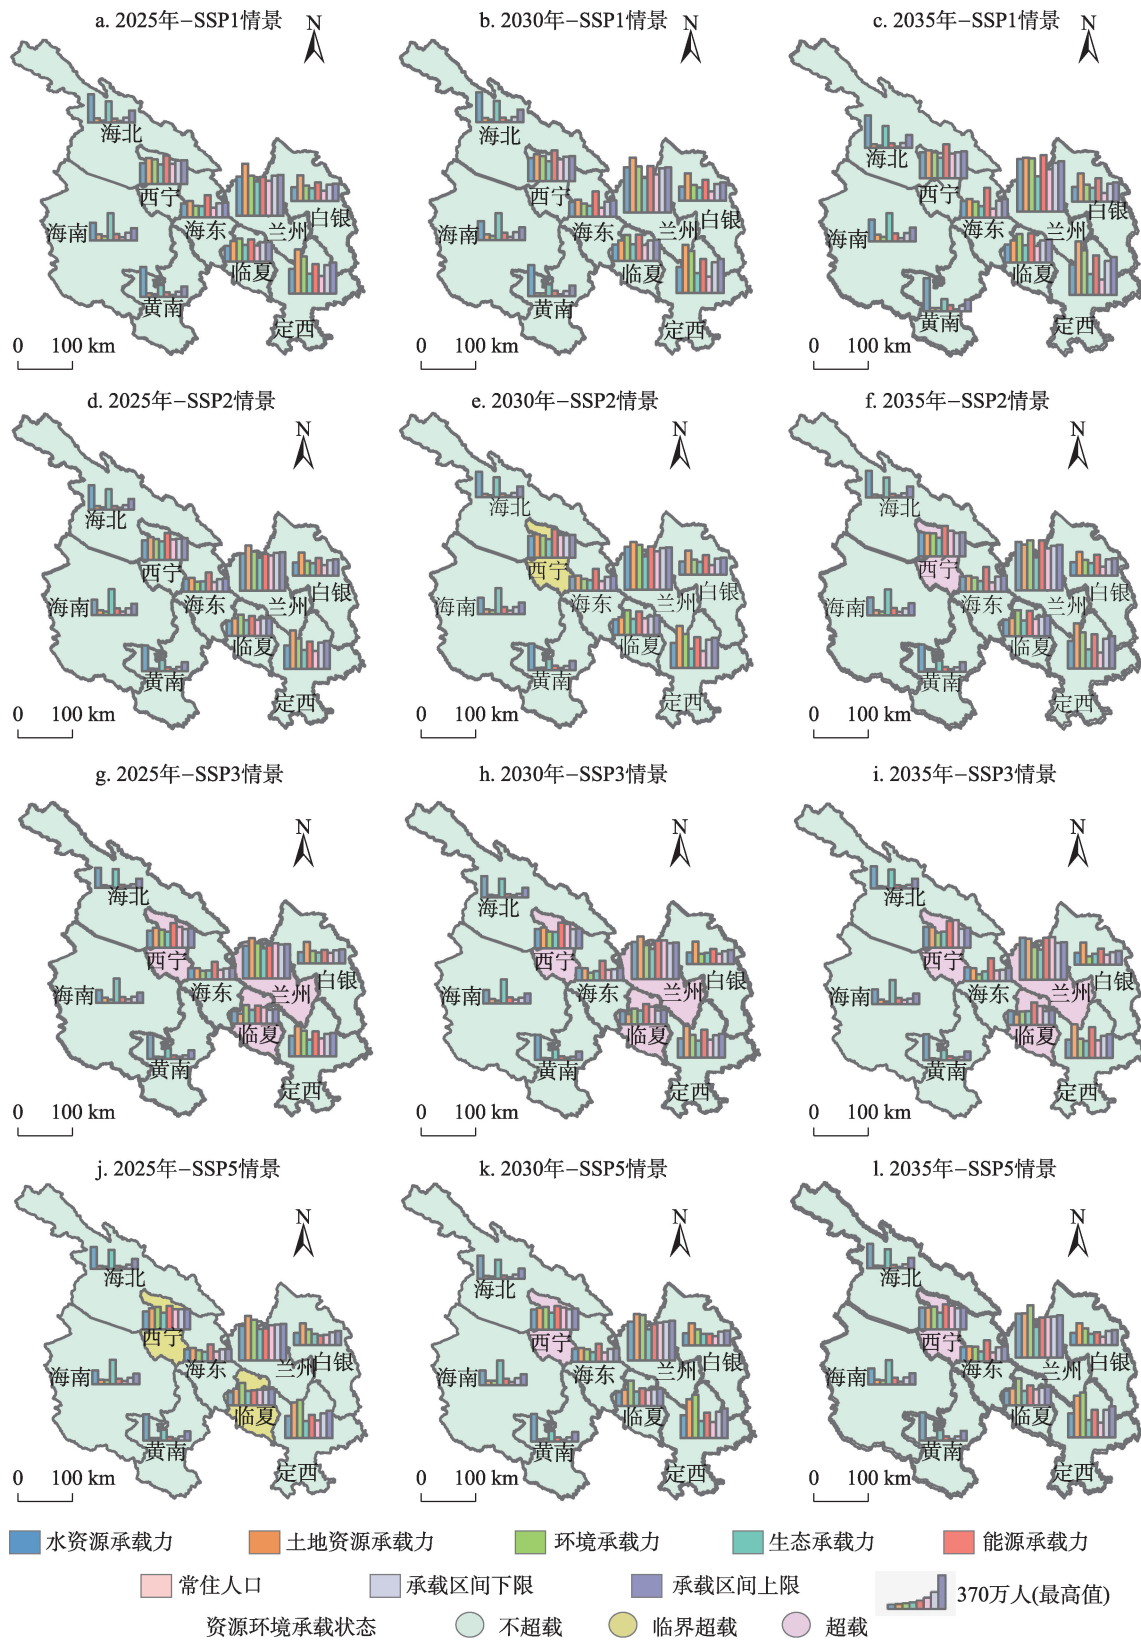 a. 2025年-SSP1情景
N
海北
西宁
海东
兰州
白银
海南
临夏
黄南
定西
0 100 km
b. 2030年-SSP1情景
N
海北
西宁
海东
兰州
白银
海南
临夏
黄南
定西
0 100 km
c. 2035年-SSP1情景
N
海北
西宁
海东
兰州
白银
海南
临夏
黄南
定西
0 100 km
d. 2025年-SSP2情景
N
海北
西宁
海东
兰州
白银
海南
临夏
黄南
定西
0 100 km
e. 2030年-SSP2情景
N
海北
西宁
海东
兰州
白银
海南
临夏
黄南
定西
0 100 km
f. 2035年-SSP2情景
N
海北
西宁
海东
兰州
白银
海南
临夏
黄南
定西
0 100 km
g. 2025年-SSP3情景
N
海北
西宁
海东
兰州
白银
海南
临夏
黄南
定西
0 100 km
h. 2030年-SSP3情景
N
海北
西宁
海东
兰州
白银
海南
临夏
黄南
定西
0 100 km
i. 2035年-SSP3情景
N
海北
西宁
海东
兰州
白银
海南
临夏
黄南
定西
0 100 km
j. 2025年-SSP5情景
N
海北
西宁
海东
兰州
白银
海南
临夏
黄南
定西
0 100 km
k. 2030年-SSP5情景
N
海北
西宁
海东
兰州
白银
海南
临夏
黄南
定西
0 100 km
l. 2035年-SSP5情景
N
海北
西宁
海东
兰州
白银
海南
临夏
黄南
定西
0 100 km
水资源承载力 土地资源承载力 环境承载力 生态承载力 能源承载力
常住人口 承载区间下限 承载区间上限 370万人(最高值)
资源环境承载状态 不超载 临界超载 超载